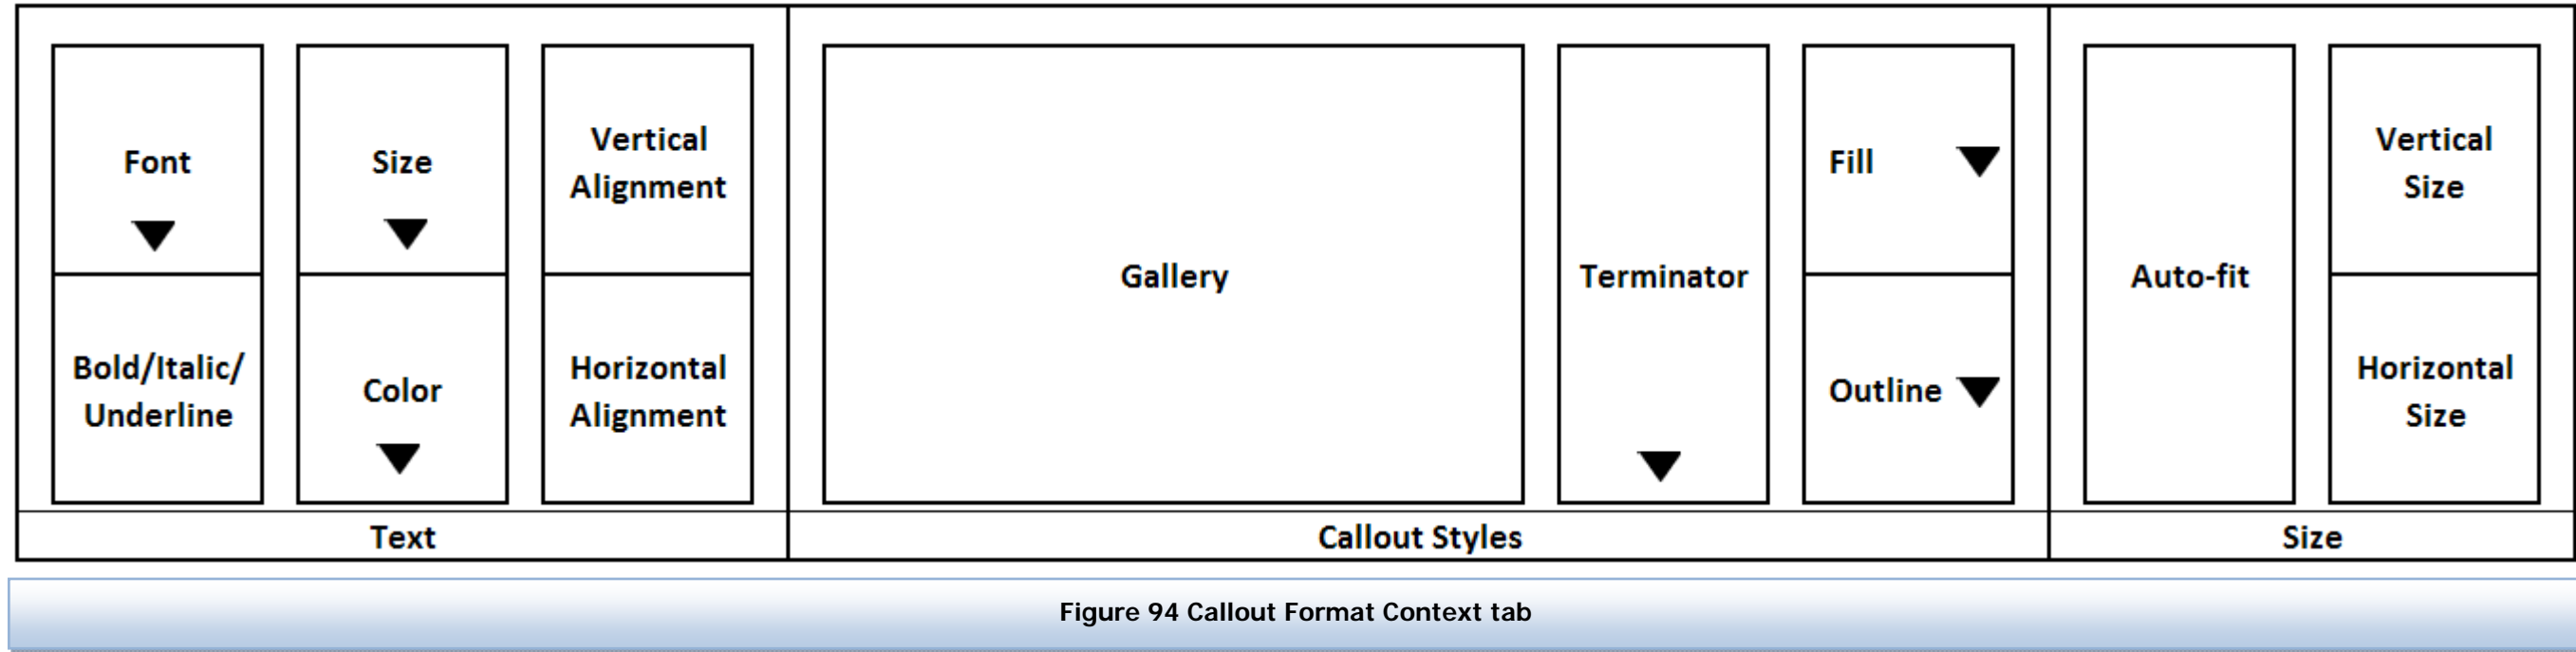 Font
Bold/Italic/
Underline
Size
Color
Vertical
Alignment
Horizontal
Alignment
Text
Gallery
Terminator
Fill
Outline
Callout Styles
Auto-fit
Vertical
Size
Horizontal
Size
Size
Figure 94 Callout Format Context tab